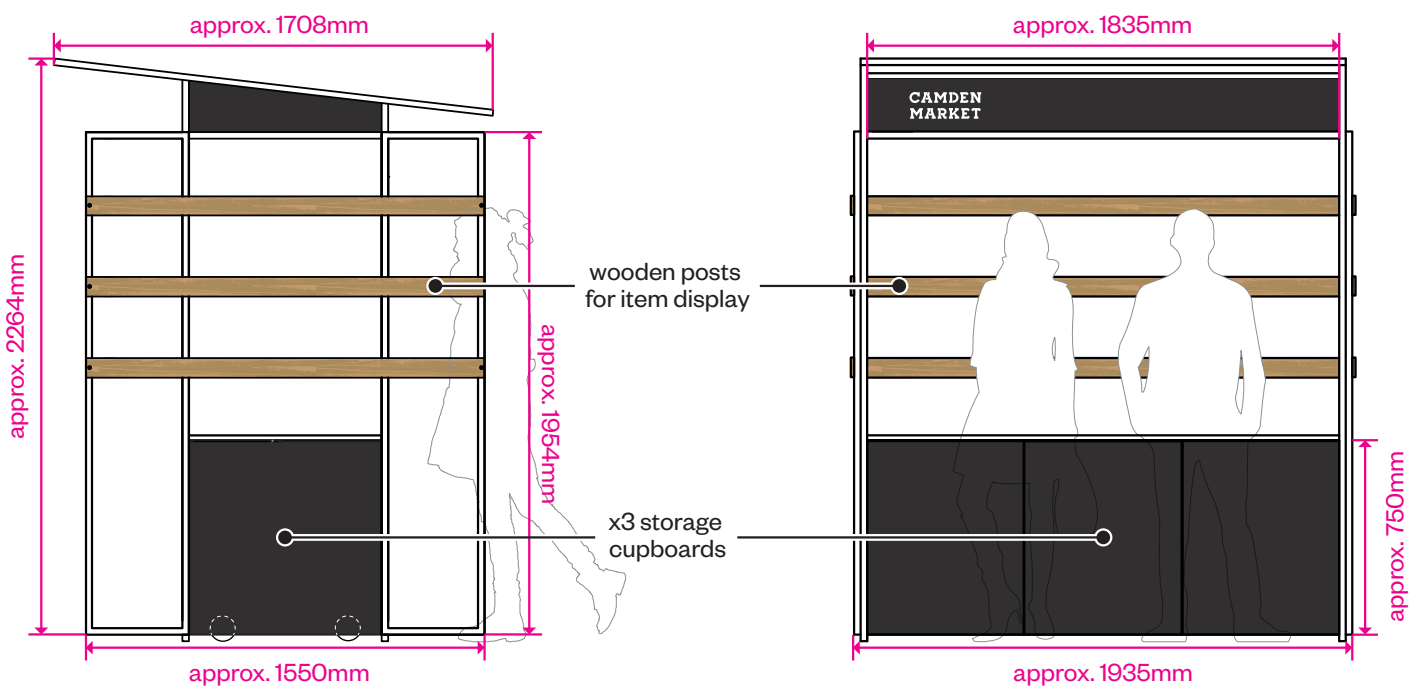 approx. 1708mm
approx. 1835mm
CAMDEN
MARKET
approx. 2264mm
wooden posts
for item display
approx. 1954mm
x3 storage
cupboards
approx. 750mm
approx. 1550mm
approx. 1935mm